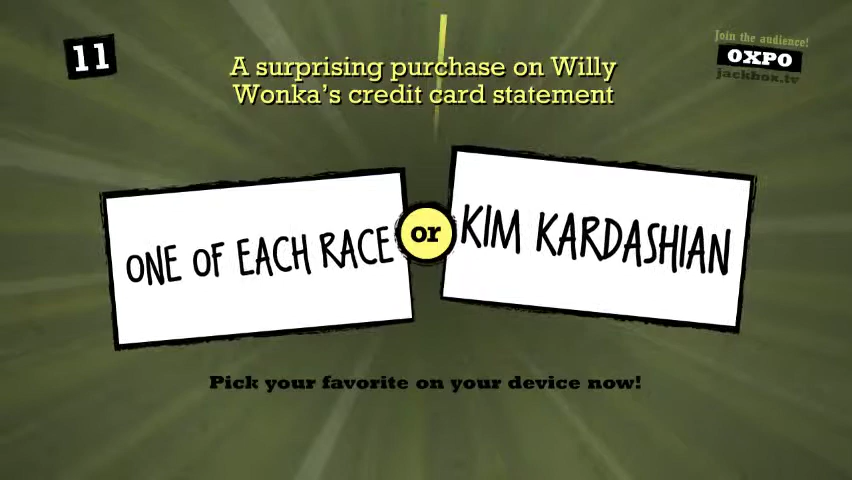 11
Join the audience!
OXPO
jackbox.tv
A surprising purchase on Willy
Wonka's credit card statement
ONE OF EACH RACE
or
KIM KARDASHIAN
Pick your favorite on your device now!